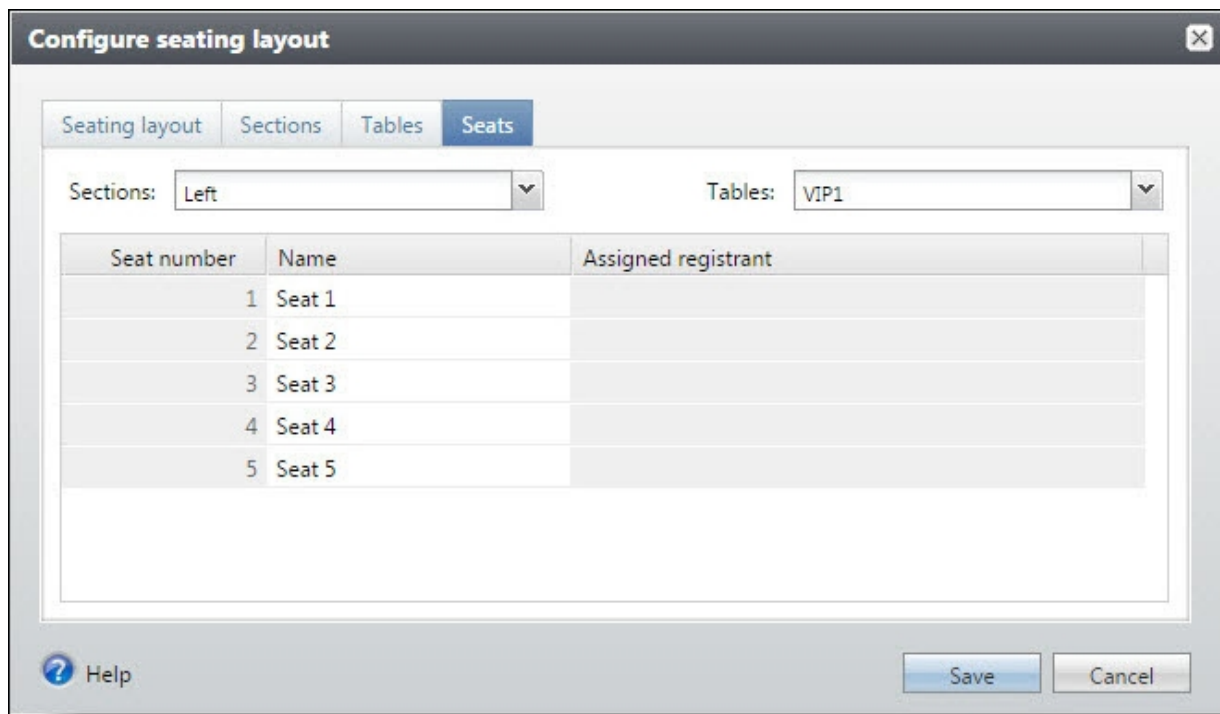 Configure seating layout
Seating layout Sections Tables Seats
Sections: Left Tables: VIP1
Seat number Name Assigned registrant
1 Seat 1
2 Seat 2
3 Seat 3
4 Seat 4
5 Seat 5
Help Save Cancel